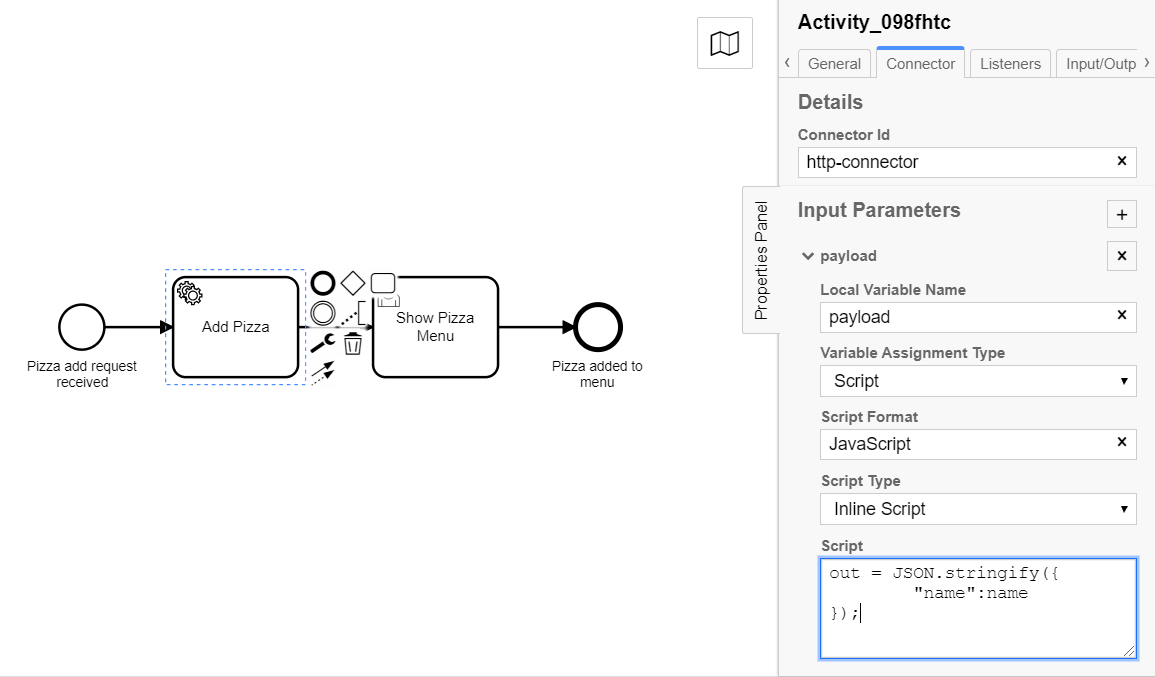 Activity_098fhtc
General
Connector
Listeners
Input/Outp
Details
Connector Id
http-connector
Input Parameters
payload
Local Variable Name
payload
Variable Assignment Type
Script
Script Format
JavaScript
Script Type
Inline Script
Script
out = JSON.stringify({
"name":name
});
Properties Panel
Add Pizza
Show Pizza
Menu
Pizza add request
received
Pizza added to
menu